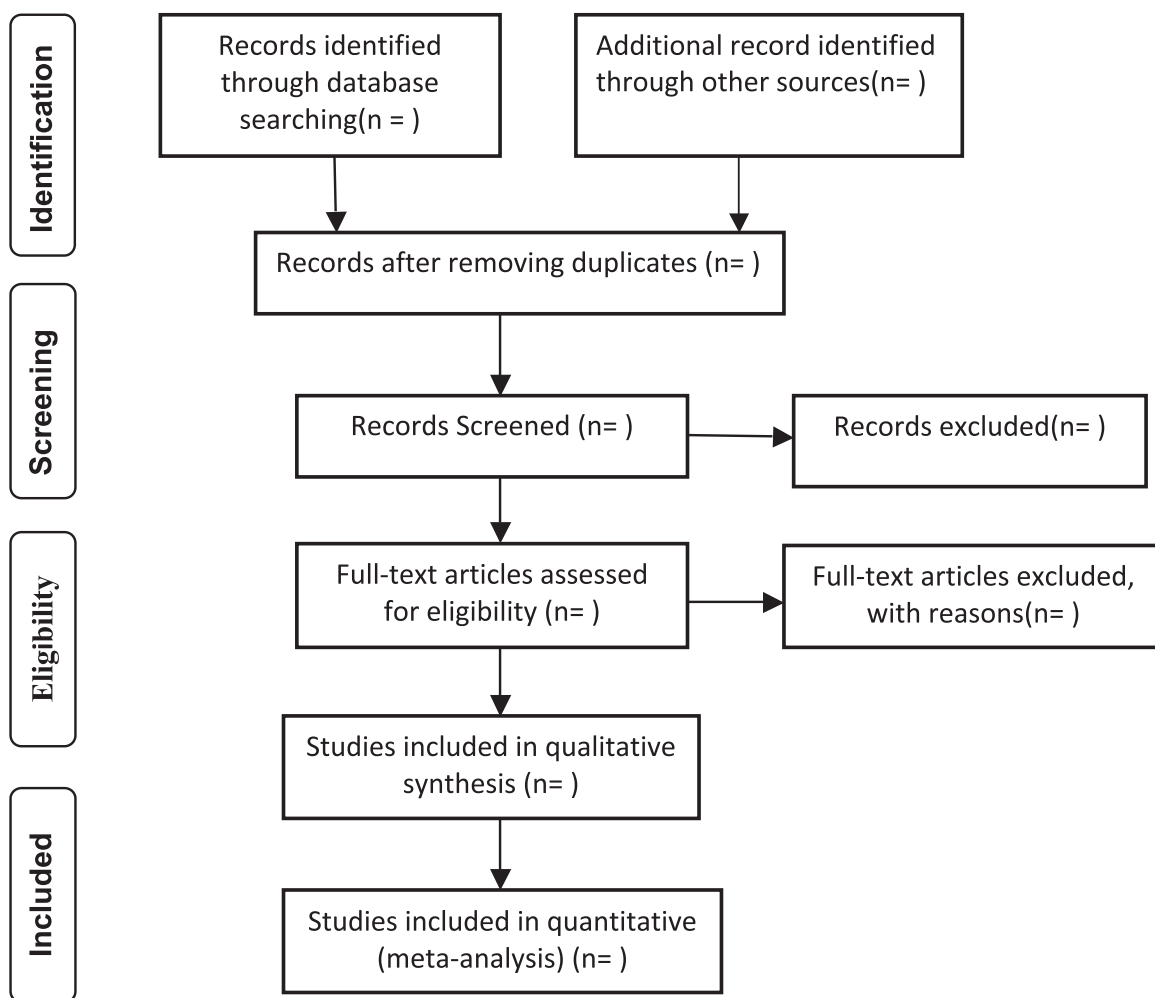 Identification
Records identified
through database
searching(n = )
Additional record identified
through other sources(n= )
Records after removing duplicates (n= )
Screening
Records Screened (n= )
Records excluded(n= )
Eligibility
Full-text articles assessed
for eligibility (n= )
Full-text articles excluded,
with reasons(n= )
Studies included in qualitative
synthesis (n= )
Included
Studies included in quantitative
(meta-analysis) (n= )